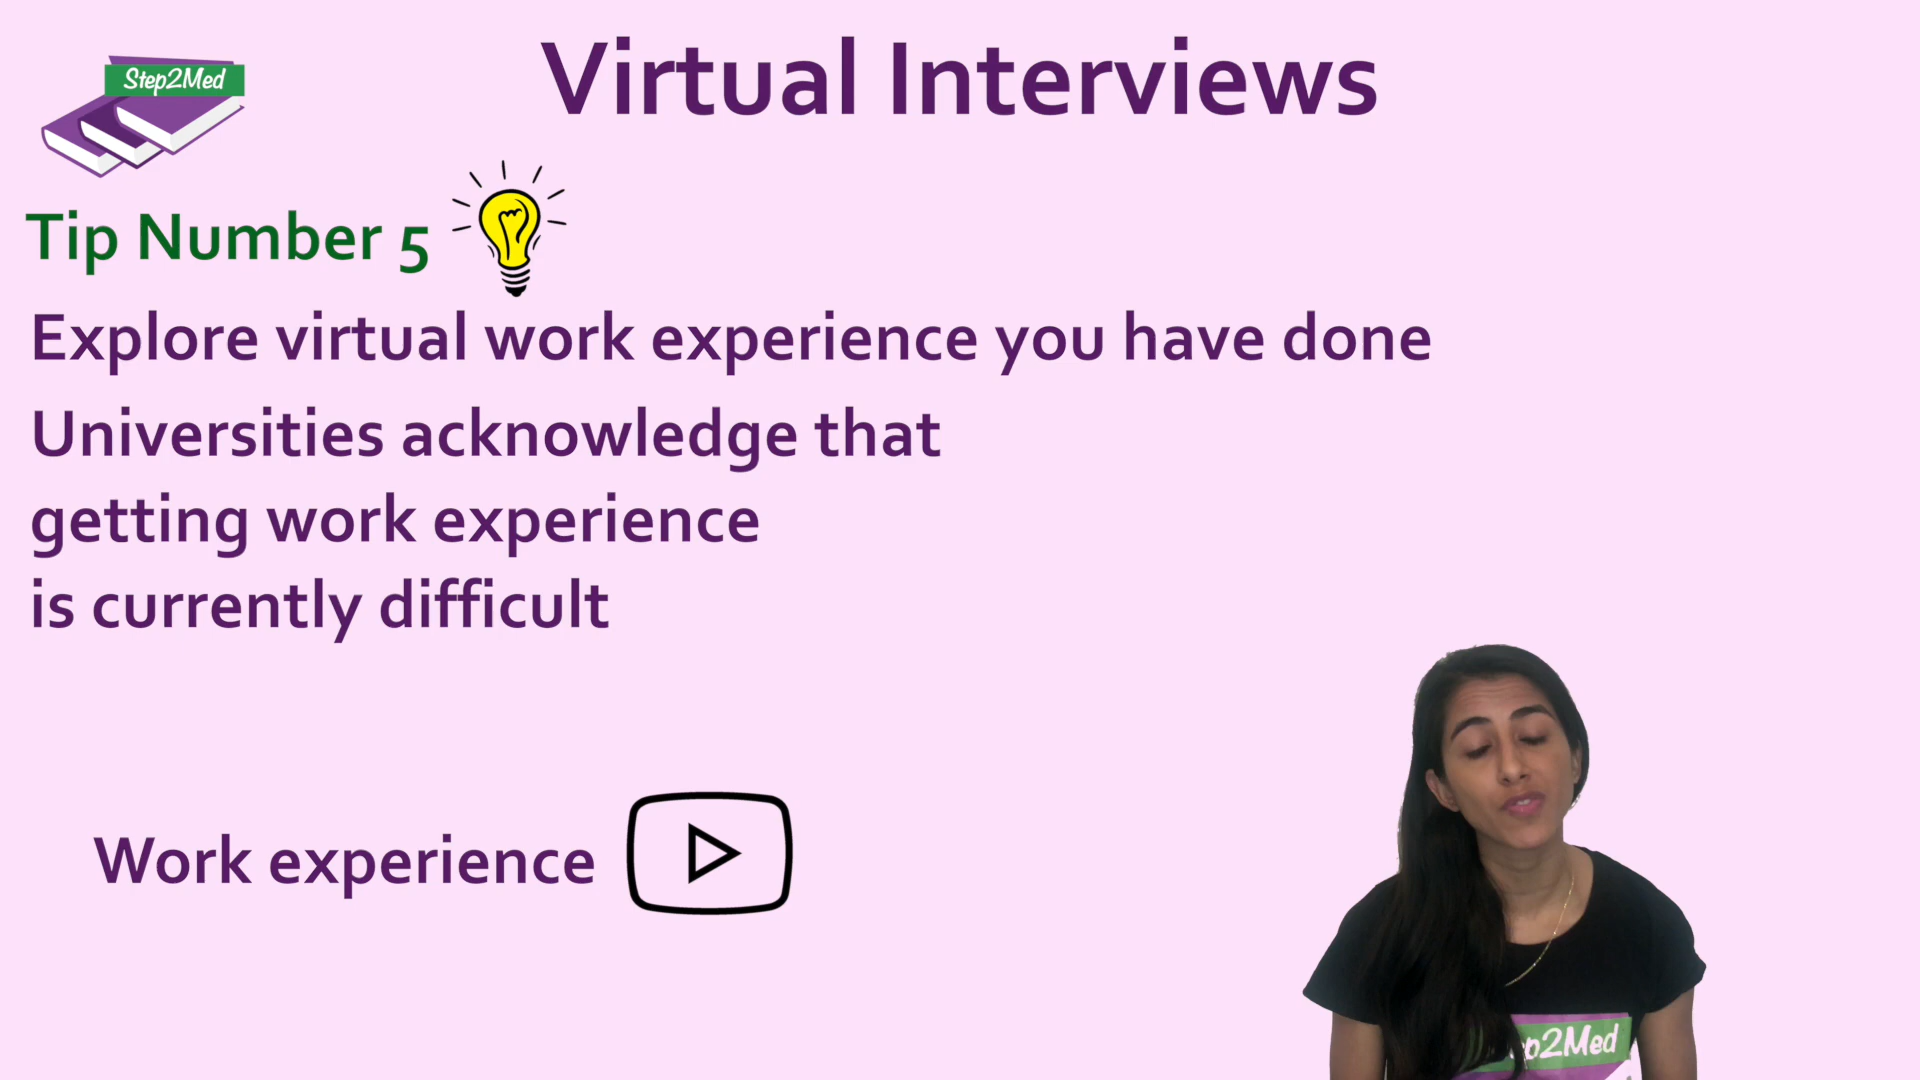 Step2Med
Virtual Interviews
Tip Number 5
Explore virtual work experience you have done
Universities acknowledge that
getting work experience
is currently difficult
Work experience
ep2Med